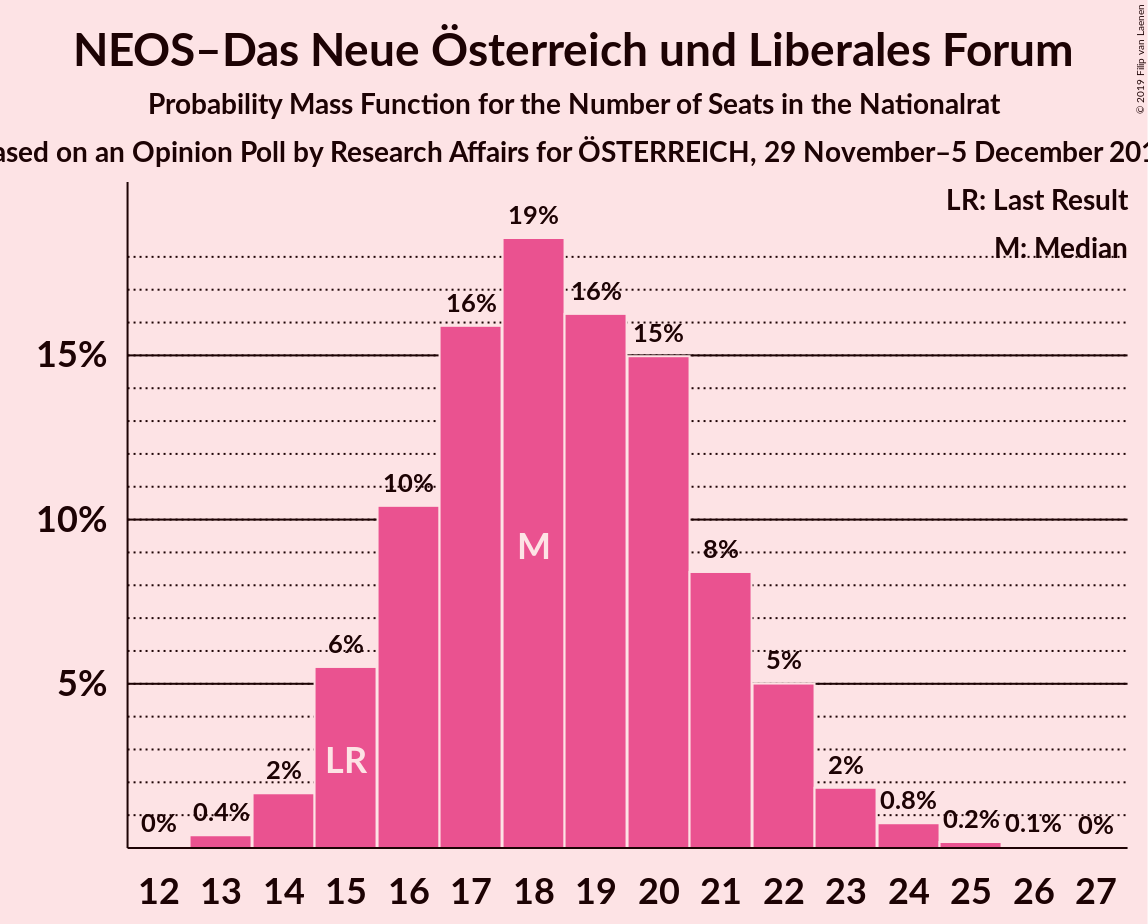 NEOS–Das Neue Österreich und Liberales Forum
Probability Mass Function for the Number of Seats in the Nationalrat
ased on an Opinion Poll by Research Affairs for ÖSTERREICH, 29 November–5 December 201
© 2019 Filip van Laenen
LR: Last Result
M: Median
19%
16%
16%
15%
15%
10%
M
10%
8%
6%
5%
5%
LR
2%
2%
0.8%
0.4%
0.2%
0.1%
0%
0%
12 13 14 15 16 17 18 19 20 21 22 23 24 25 26 27